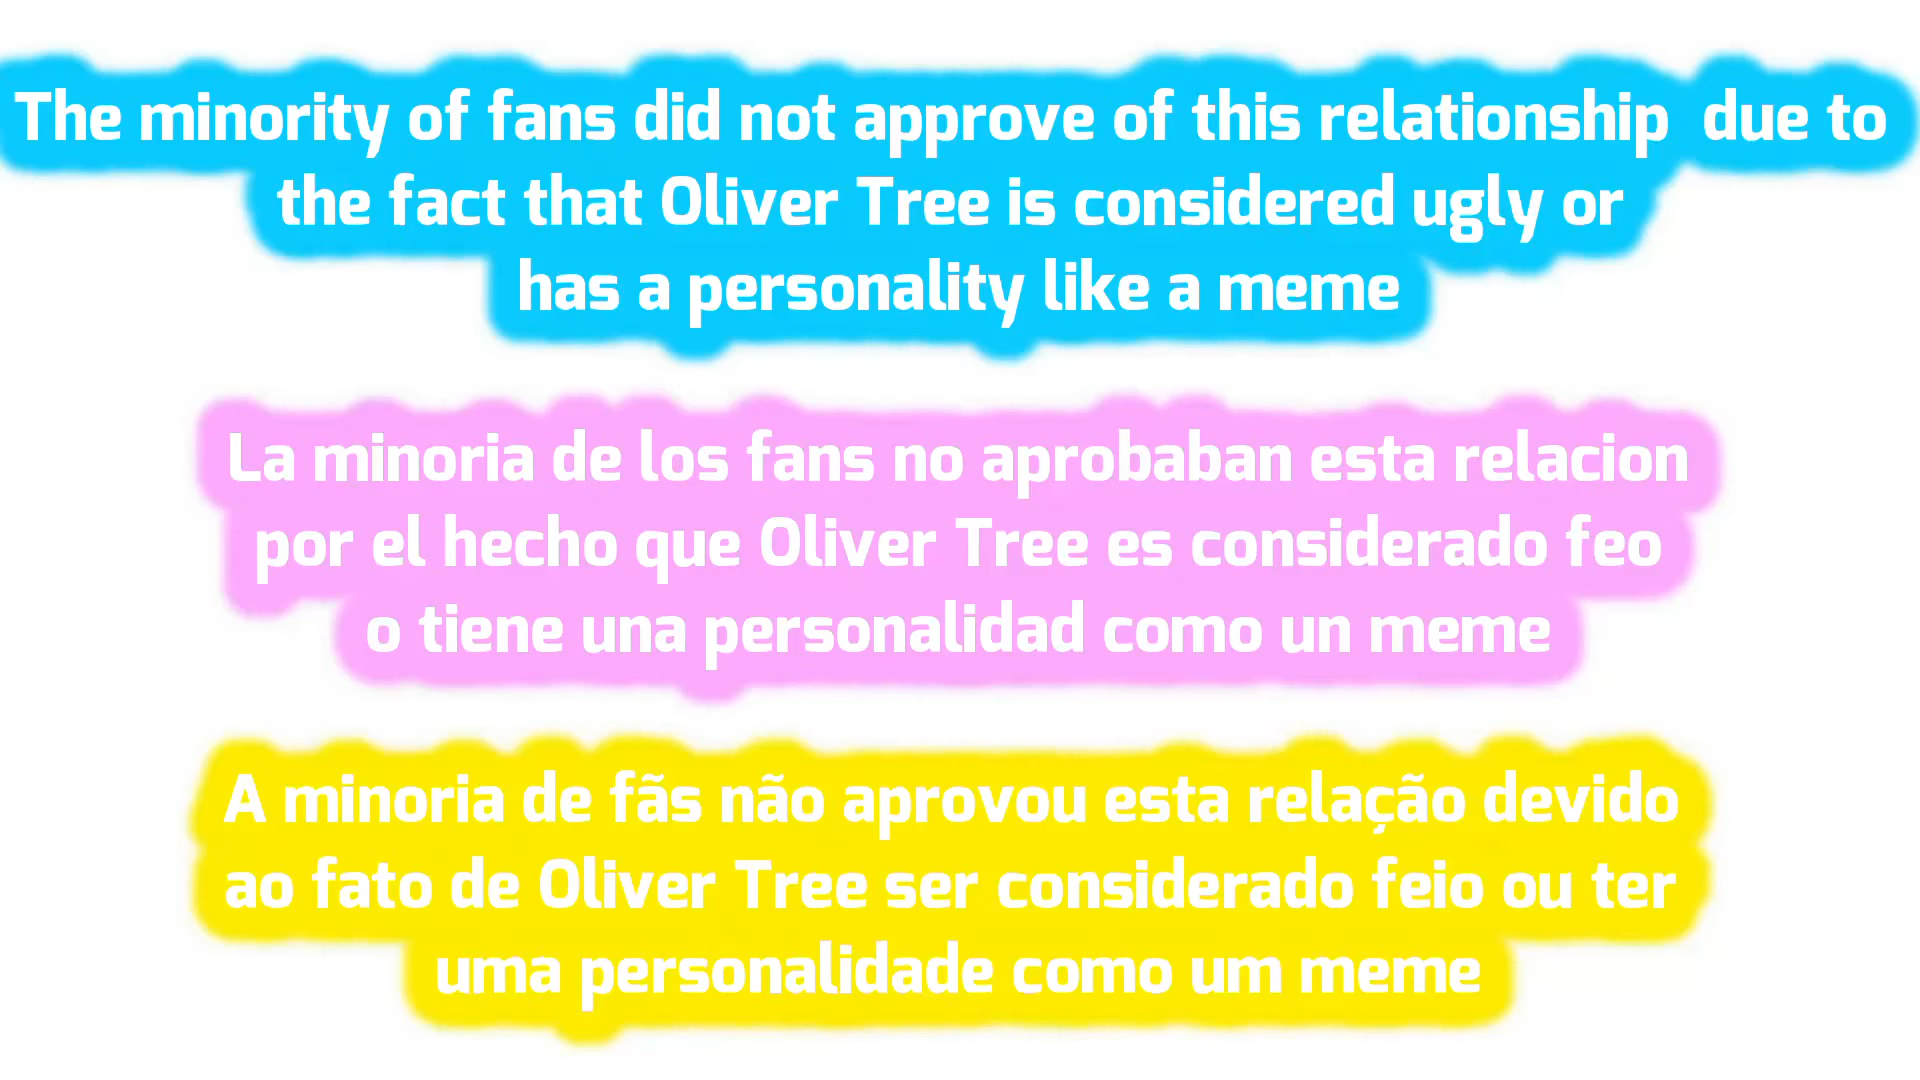 The minority of fans did not approve of this relationship  due to
the fact that Oliver Tree is considered ugly or
has a personality like a meme
La minoria de los fans no aprobaban esta relacion
por el hecho que Oliver Tree es considerado feo
o tiene una personalidad como un meme
A minoria de fãs não aprovou esta relação devido
ao fato de Oliver Tree ser considerado feio ou ter
uma personalidade como um meme